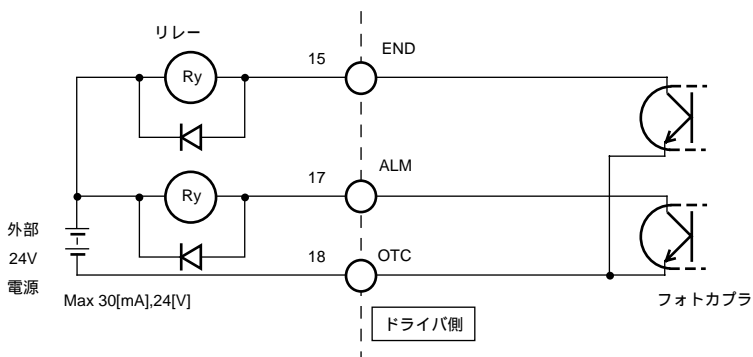 リレー
15
END
Ry
17
ALM
Ry
外部
24V
電源
18
OTC
Max 30[mA],24[V]
ドライバ側
フォトカプラ